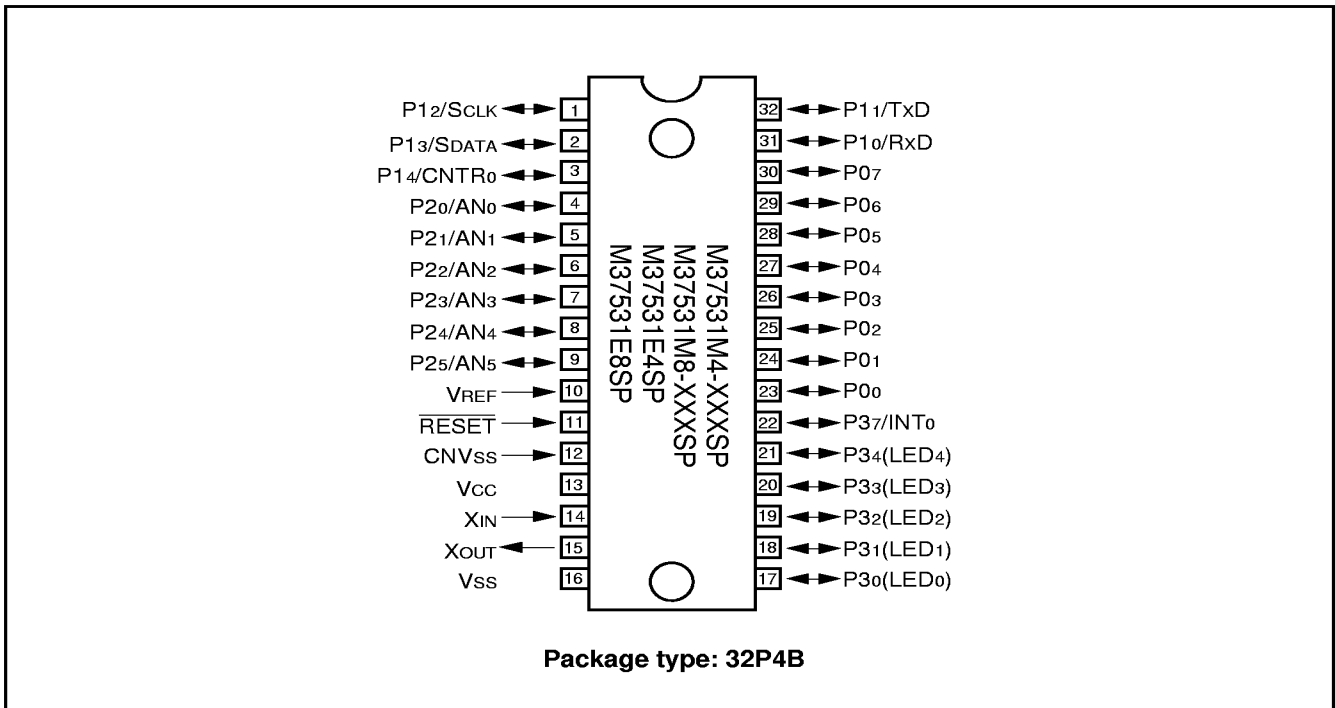 P12/SCLK
P13/SDATA
P14/CNTR0
P20/AN0
P21/AN1
P22/AN2
P23/AN3
P24/AN4
P25/AN5
VREF
RESET
CNVSS
VCC
XIN
XOUT
VSS
1
2
3
4
5
6
7
8
9
10
11
12
13
14
15
16
M37531M4-XXXSP
M37531M8-XXXSP
M37531E4SP
M37531E8SP
32
31
30
29
28
27
26
25
24
23
22
21
20
19
18
17
P11/TxD
P10/RxD
P07
P06
P05
P04
P03
P02
P01
P00
P37/INT0
P34(LED4)
P33(LED3)
P32(LED2)
P31(LED1)
P30(LED0)
Package type: 32P4B